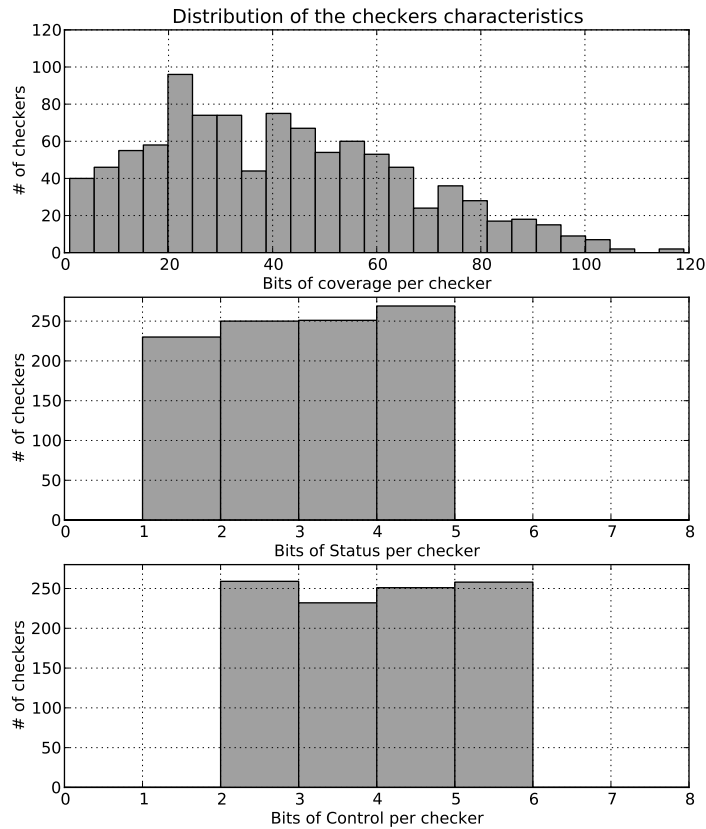 Distribution of the checkers characteristics
120
100
80
60
40
20
0
# of checkers
0 20 40 60 80 100 120
Bits of coverage per checker
250
200
150
100
50
0
# of checkers
0 1 2 3 4 5 6 7 8
Bits of Status per checker
250
200
150
100
50
0
# of checkers
0 1 2 3 4 5 6 7 8
Bits of Control per checker